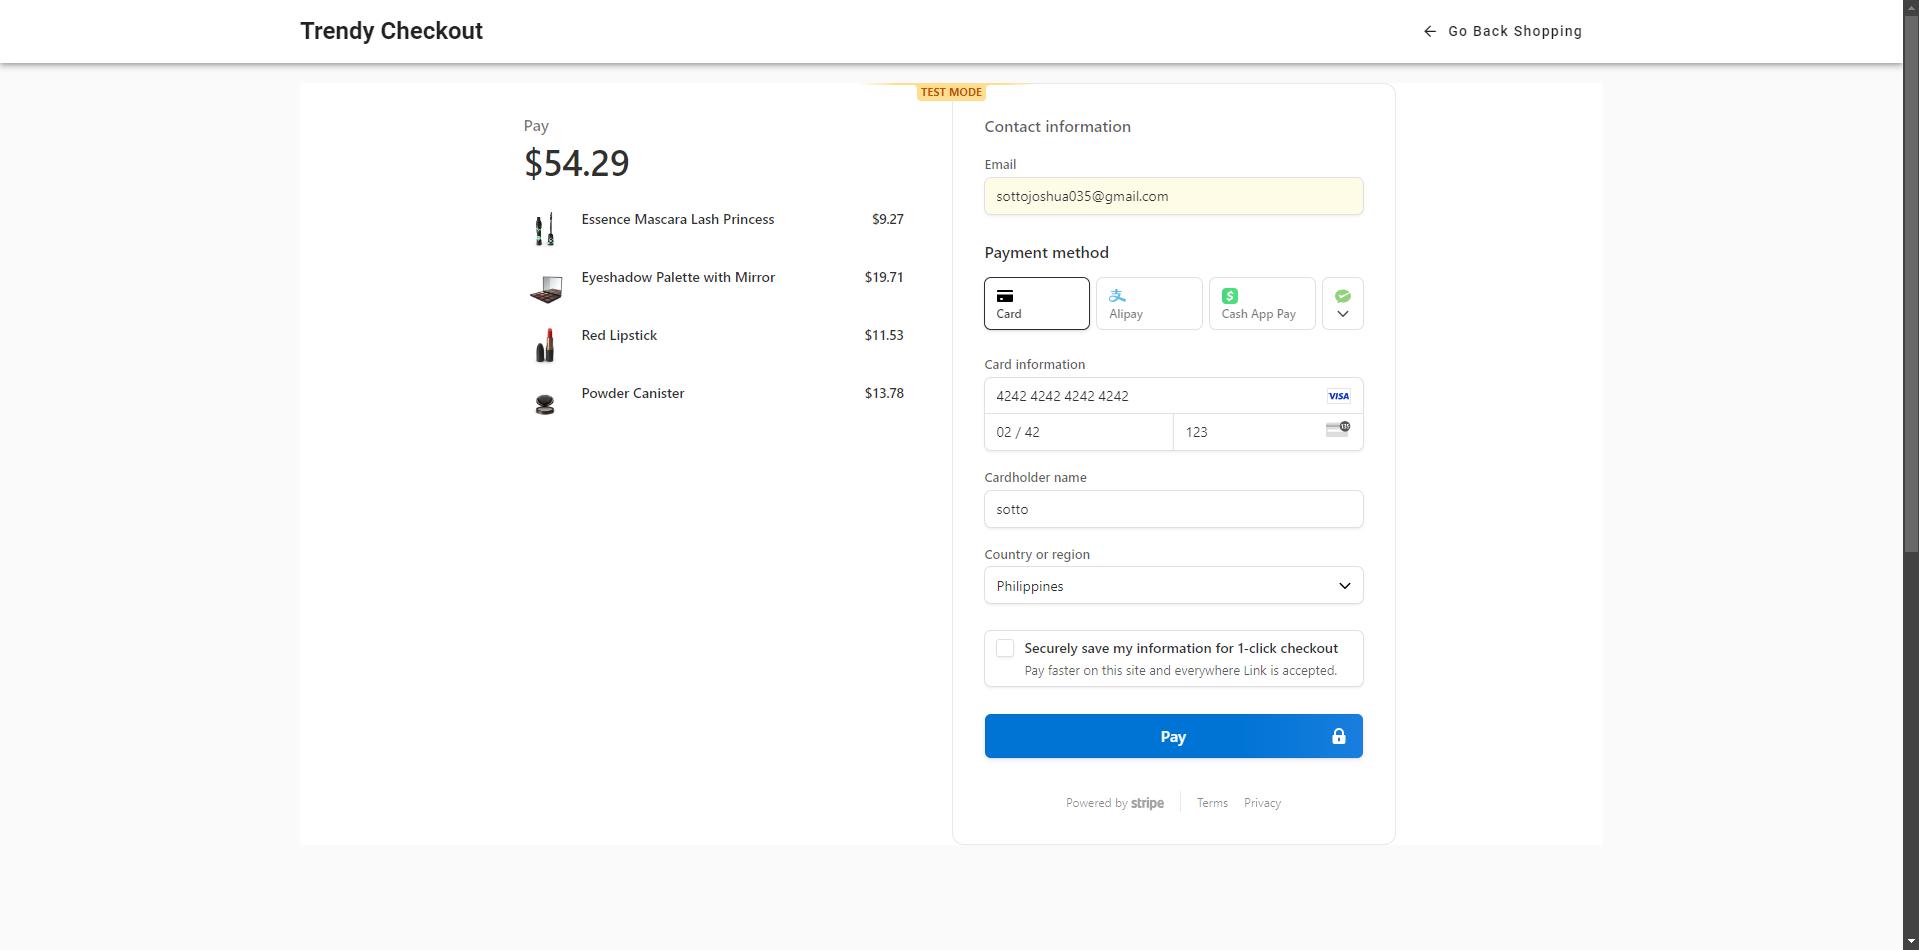 Trendy Checkout
Go Back Shopping
TEST MODE
Pay
$54.29
Essence Mascara Lash Princess $9.27
Eyeshadow Palette with Mirror $19.71
Red Lipstick $11.53
Powder Canister $13.78
Contact information
Email
sottojoshua035@gmail.com
Payment method
Card
Alipay
Cash App Pay
Card information
4242 4242 4242 4242 VISA
02 / 42 123 135
Cardholder name
sotto
Country or region
Philippines
Securely save my information for 1-click checkout
Pay faster on this site and everywhere Link is accepted.
Pay
Powered by stripe Terms Privacy